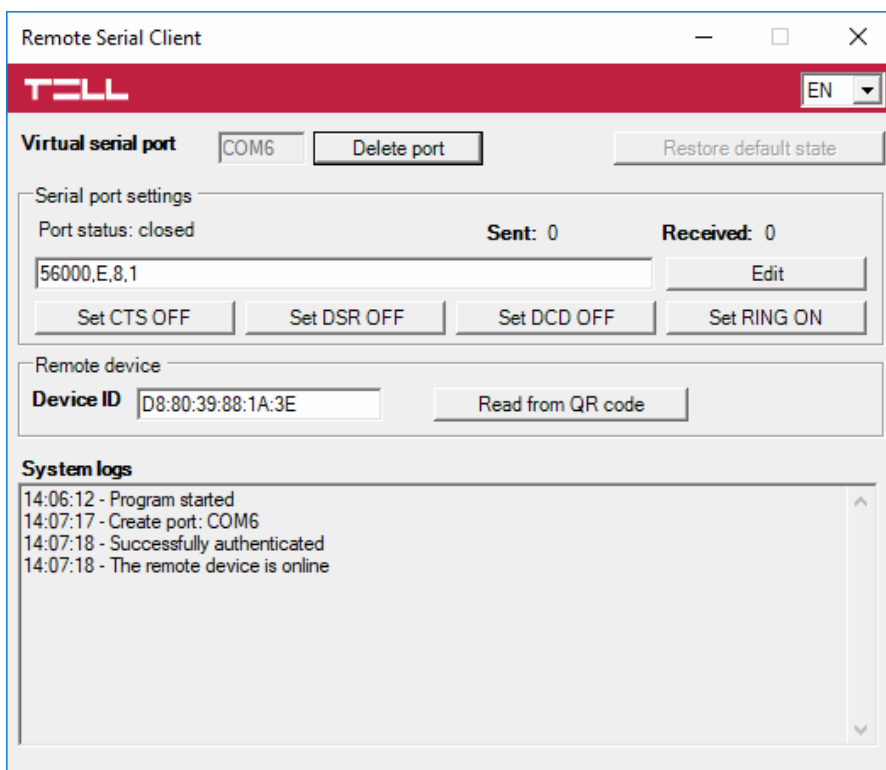 Remote Serial Client
TELL EN
Virtual serial port COM6 Delete port Restore default state
Serial port settings
Port status: closed Sent: 0 Received: 0
56000,E,8,1 Edit
Set CTS OFF Set DSR OFF Set DCD OFF Set RING ON
Remote device
Device ID D8:80:39:88:1A:3E Read from QR code
System logs
14:06:12 - Program started
14:07:17 - Create port: COM6
14:07:18 - Successfully authenticated
14:07:18 - The remote device is online